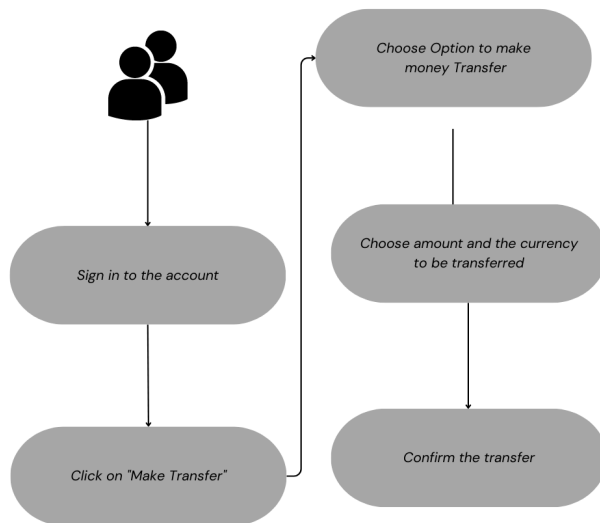 Sign in to the account
Click on "Make Transfer"
Choose Option to make
money Transfer
Choose amount and the currency
to be transferred
Confirm the transfer